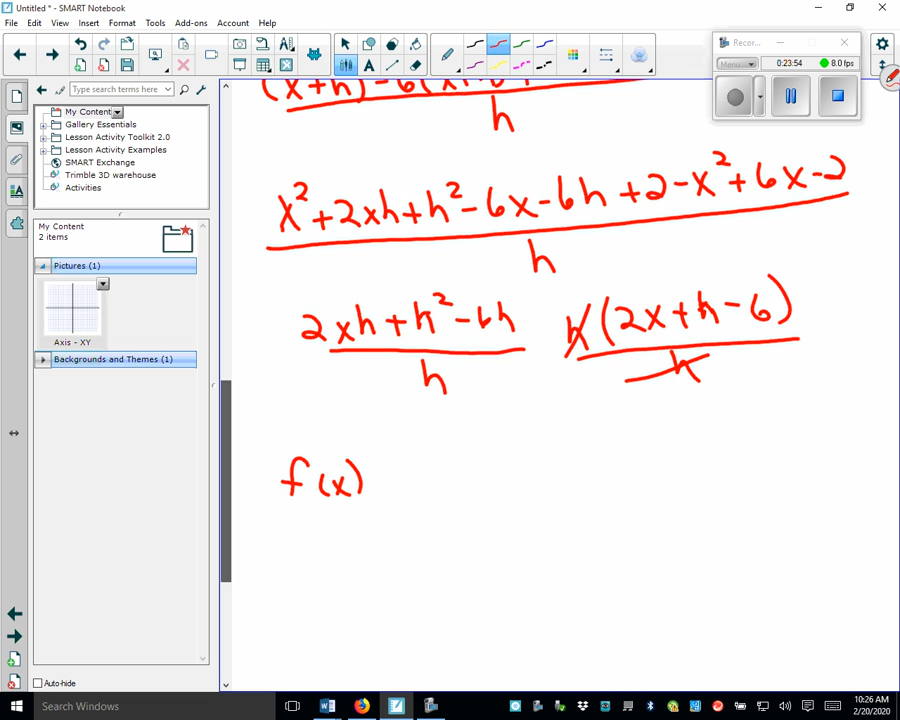 Untitled * - SMART Notebook
File Edit View Insert Format Tools Add-ons Account Help
Recor...
Menu
0:23:54
8.0 fps
Type search terms here
My Content
Gallery Essentials
Lesson Activity Toolkit 2.0
Lesson Activity Examples
SMART Exchange
Trimble 3D warehouse
Activities
My Content
2 items
Pictures (1)
Axis - XY
Backgrounds and Themes (1)
Auto-hide
h
x² + 2xh + h² - 6x - 6h + 2 - x² + 6x - 2
h
2xh + h² - 6h
h
h(2x + h - 6)
h
f(x)
Search Windows
10:26 AM
2/20/2020